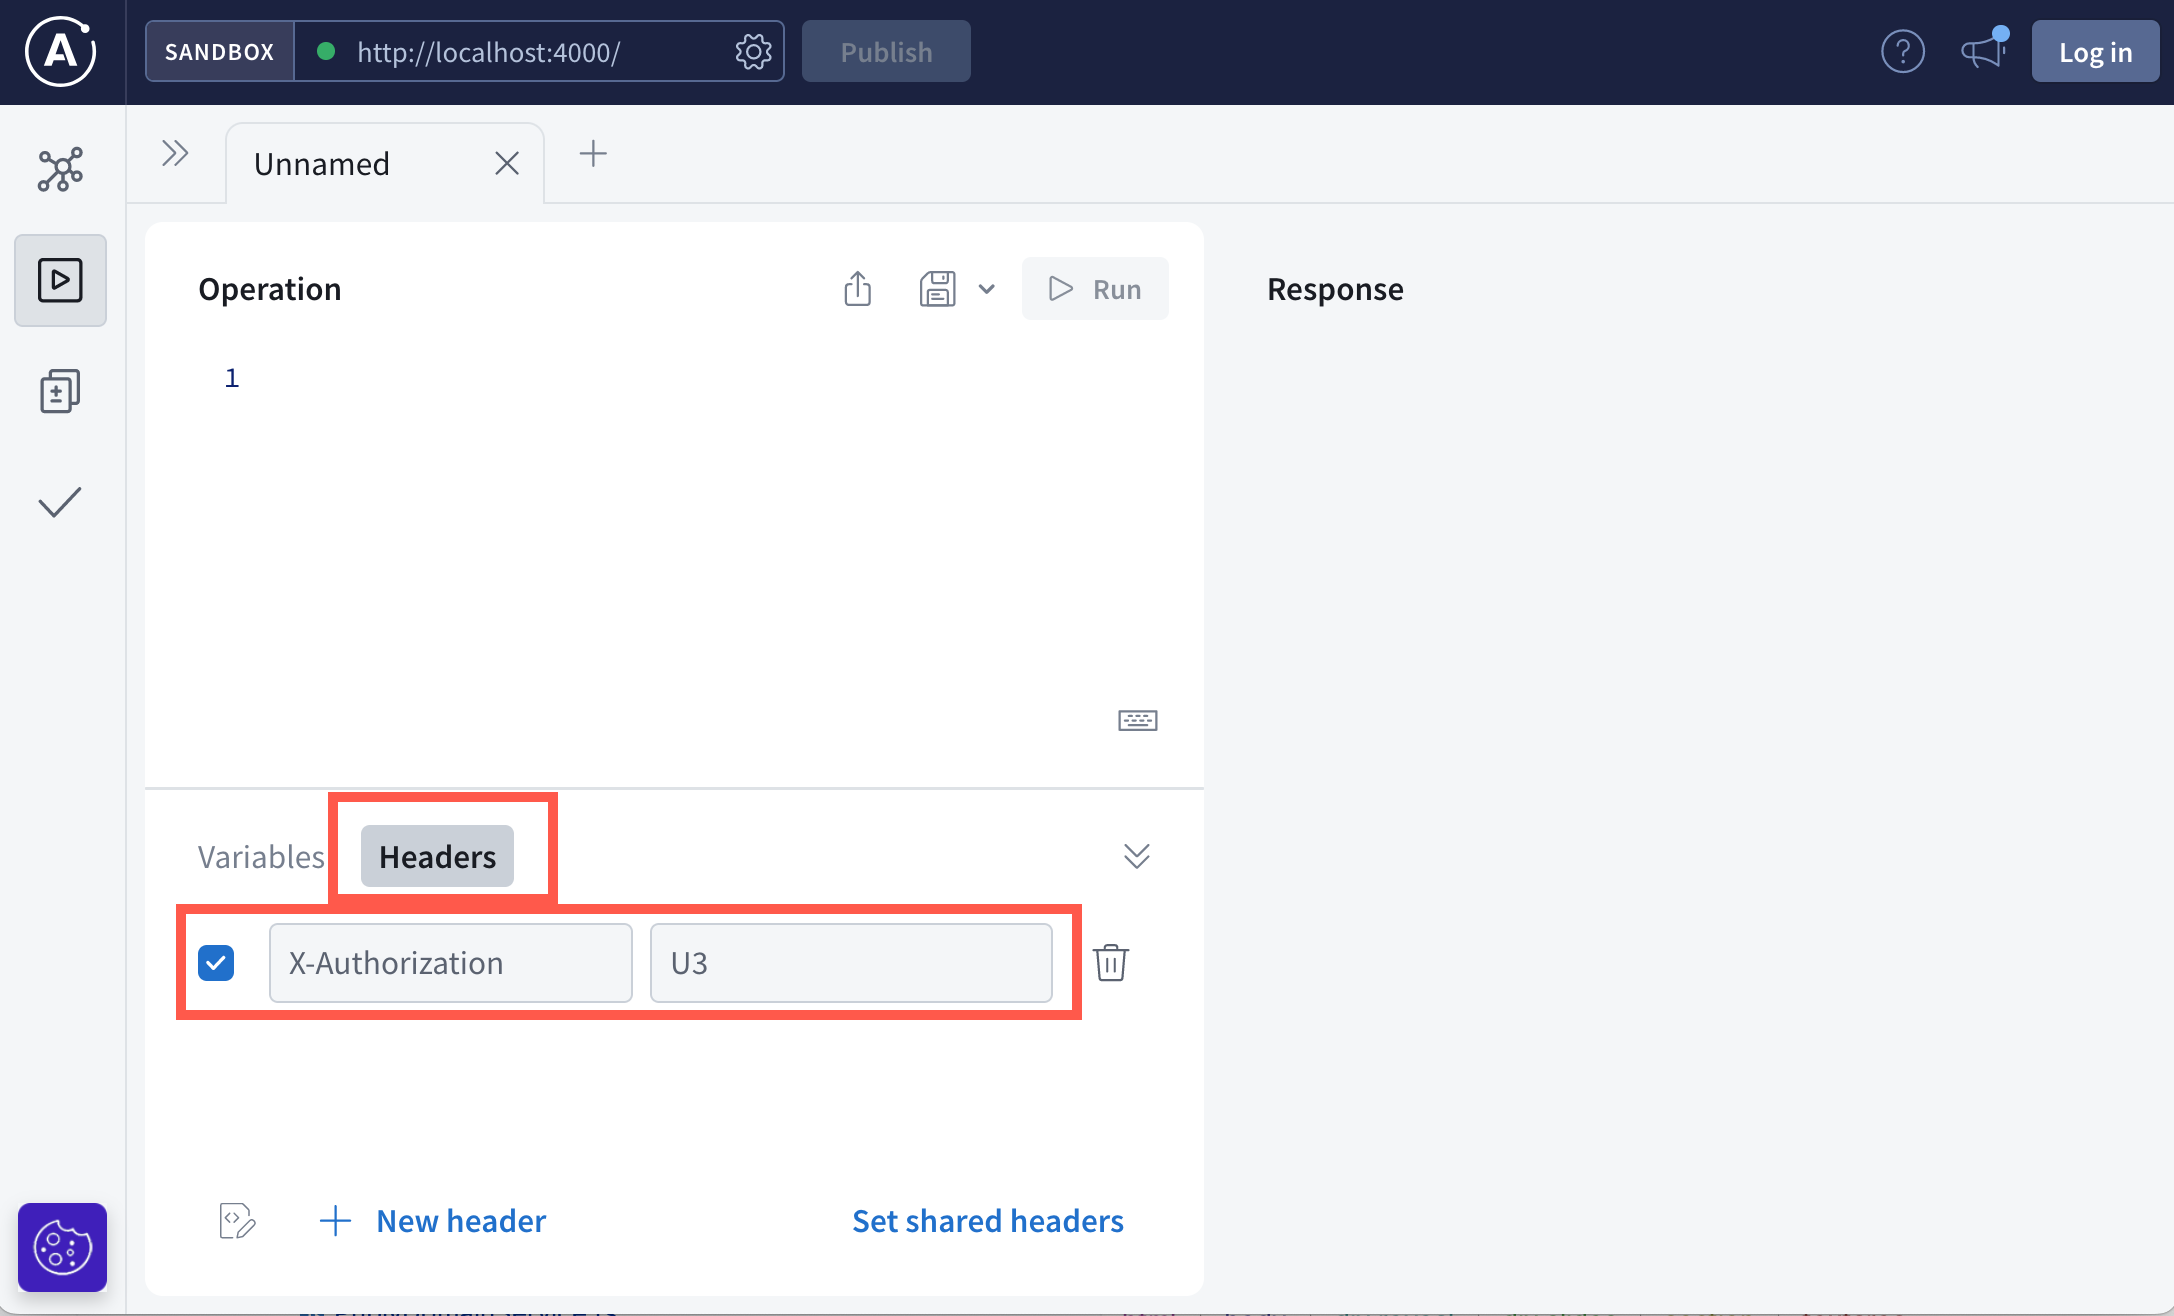 SANDBOX http://localhost:4000/ Publish Log in
Unnamed
Operation Run Response
1
Variables Headers
X-Authorization U3
New header Set shared headers